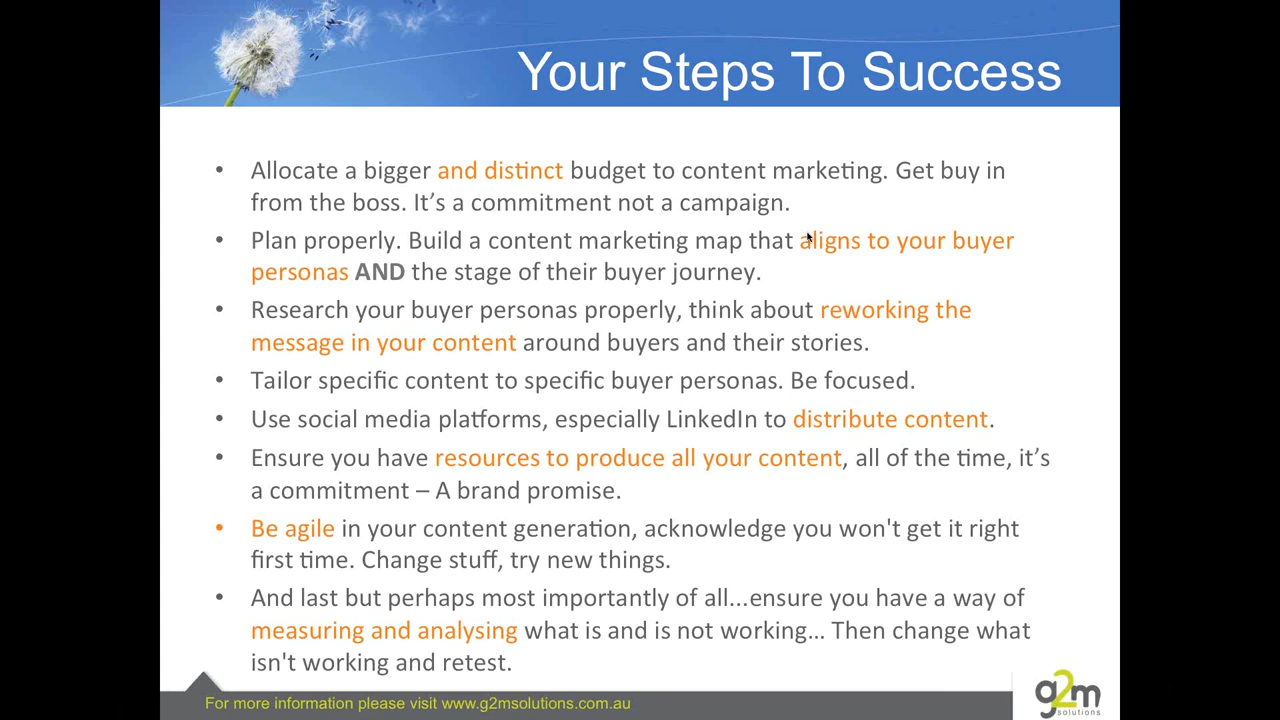 Your Steps To Success
• Allocate a bigger and distinct budget to content marketing. Get buy in
from the boss. It’s a commitment not a campaign.
• Plan properly. Build a content marketing map that aligns to your buyer
personas AND the stage of their buyer journey.
• Research your buyer personas properly, think about reworking the
message in your content around buyers and their stories.
• Tailor specific content to specific buyer personas. Be focused.
• Use social media platforms, especially LinkedIn to distribute content.
• Ensure you have resources to produce all your content, all of the time, it’s
a commitment – A brand promise.
• Be agile in your content generation, acknowledge you won't get it right
first time. Change stuff, try new things.
• And last but perhaps most importantly of all...ensure you have a way of
measuring and analysing what is and is not working… Then change what
isn't working and retest.
For more information please visit www.g2msolutions.com.au
g2m
solutions